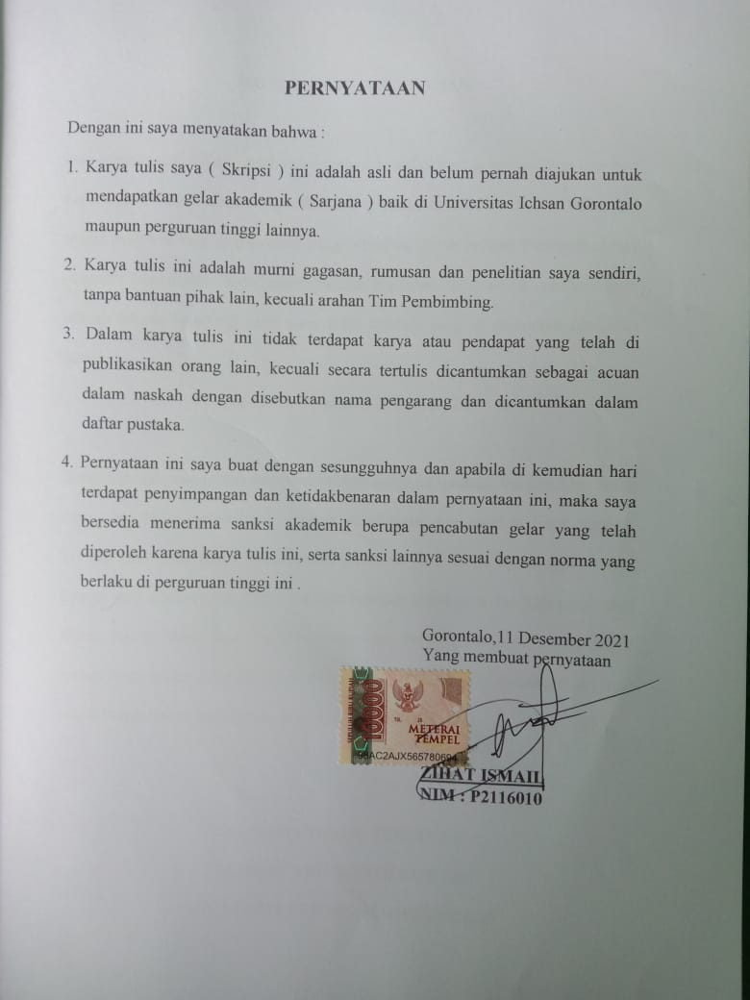 PERNYATAAN
Dengan ini saya menyatakan bahwa :
1. Karya tulis saya ( Skripsi ) ini adalah asli dan belum pernah diajukan untuk
mendapatkan gelar akademik ( Sarjana ) baik di Universitas Ichsan Gorontalo
maupun perguruan tinggi lainnya.
2. Karya tulis ini adalah murni gagasan, rumusan dan penelitian saya sendiri,
tanpa bantuan pihak lain, kecuali arahan Tim Pembimbing.
3. Dalam karya tulis ini tidak terdapat karya atau pendapat yang telah di
publikasikan orang lain, kecuali secara tertulis dicantumkan sebagai acuan
dalam naskah dengan disebutkan nama pengarang dan dicantumkan dalam
daftar pustaka.
4. Pernyataan ini saya buat dengan sesungguhnya dan apabila di kemudian hari
terdapat penyimpangan dan ketidakbenaran dalam pernyataan ini, maka saya
bersedia menerima sanksi akademik berupa pencabutan gelar yang telah
diperoleh karena karya tulis ini, serta sanksi lainnya sesuai dengan norma yang
berlaku di perguruan tinggi ini .
Gorontalo,11 Desember 2021
Yang membuat pernyataan
10000
TGL. 20
METERAI
TEMPEL
ZIHAT ISMAIL
NIM : P2116010